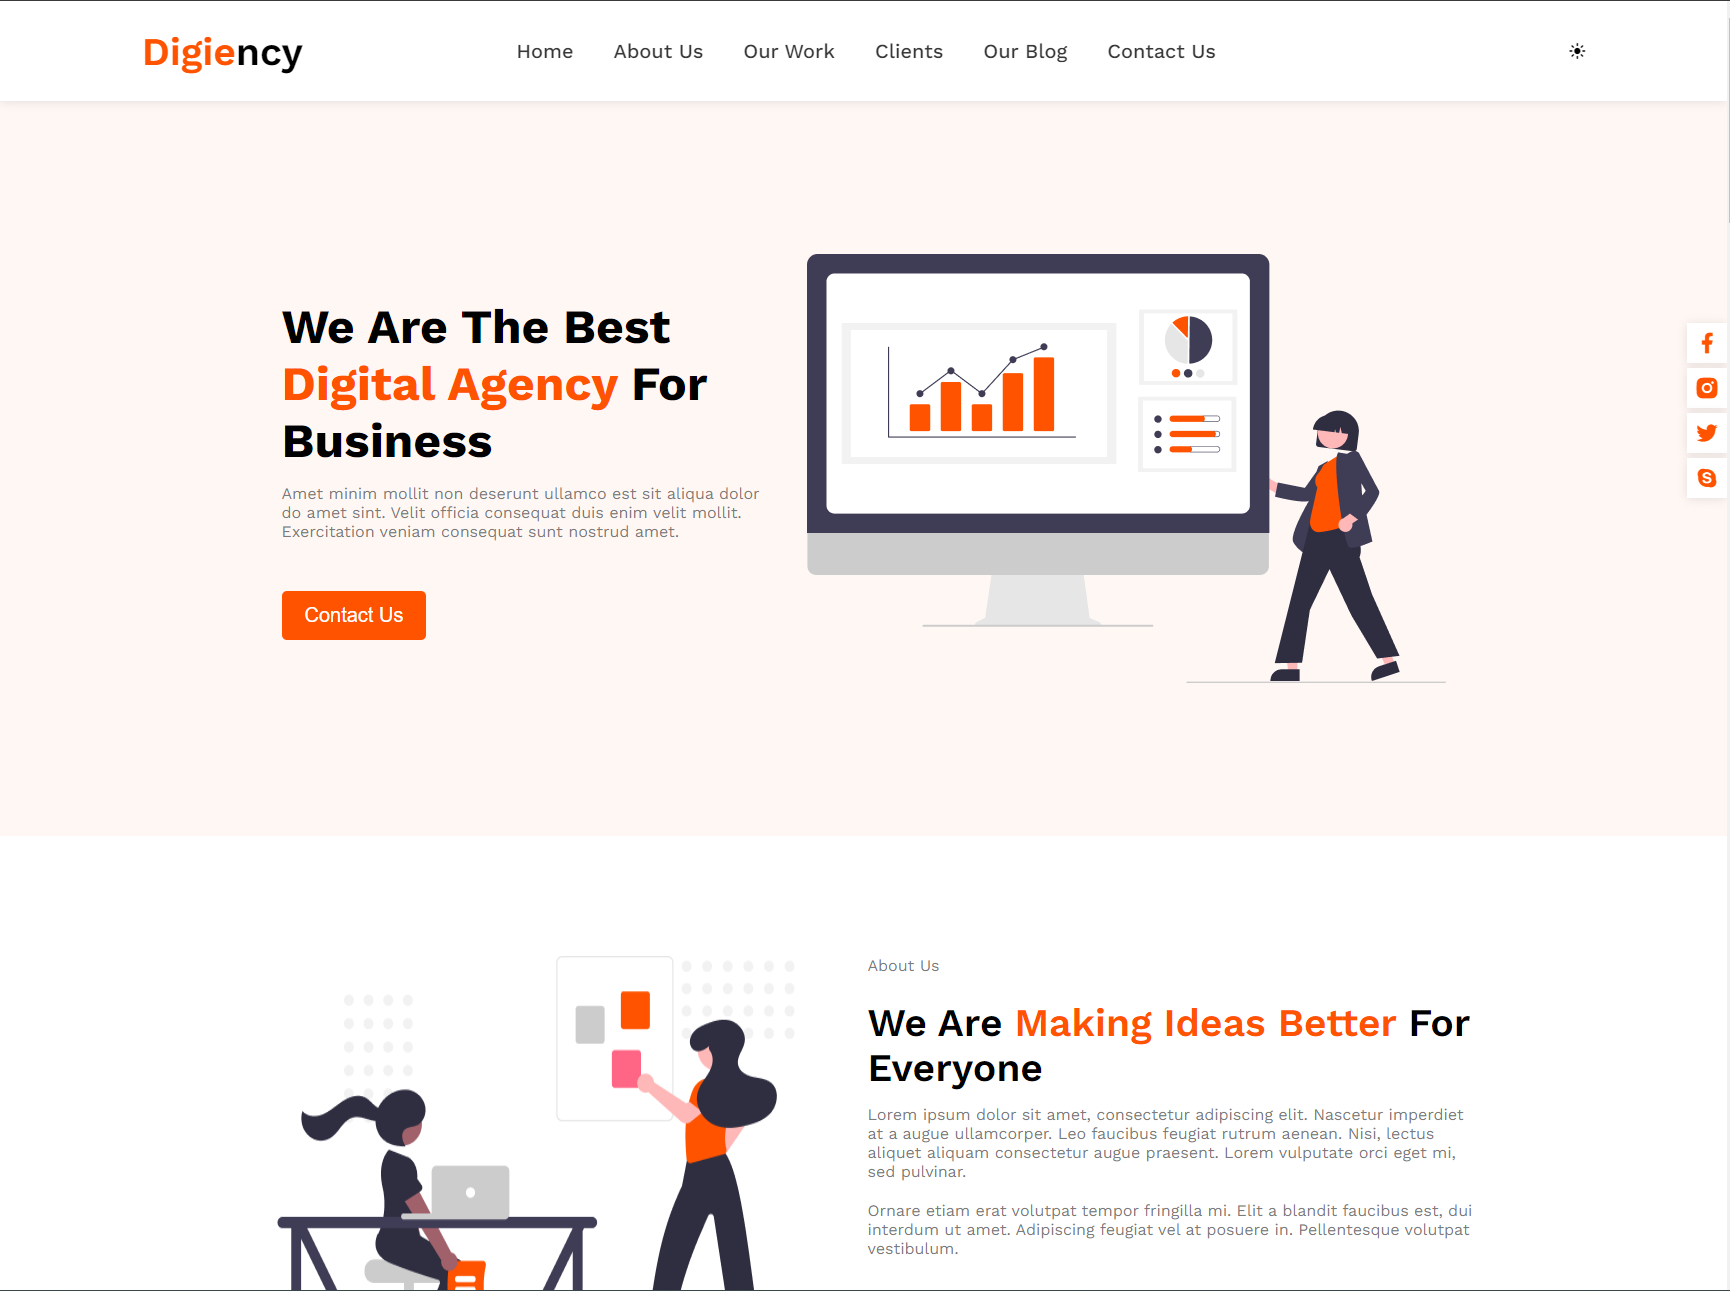 Digiency
Home About Us Our Work Clients Our Blog Contact Us
We Are The Best
Digital Agency For
Business
Amet minim mollit non deserunt ullamco est sit aliqua dolor
do amet sint. Velit officia consequat duis enim velit mollit.
Exercitation veniam consequat sunt nostrud amet.
Contact Us
About Us
We Are Making Ideas Better For
Everyone
Lorem ipsum dolor sit amet, consectetur adipiscing elit. Nascetur imperdiet
at a augue ullamcorper. Leo faucibus feugiat rutrum aenean. Nisi, lectus
aliquet aliquam consectetur augue praesent. Lorem vulputate orci eget mi,
sed pulvinar.
Ornare etiam erat volutpat tempor fringilla mi. Elit a blandit faucibus est, dui
interdum ut amet. Adipiscing feugiat vel at posuere in. Pellentesque volutpat
vestibulum.